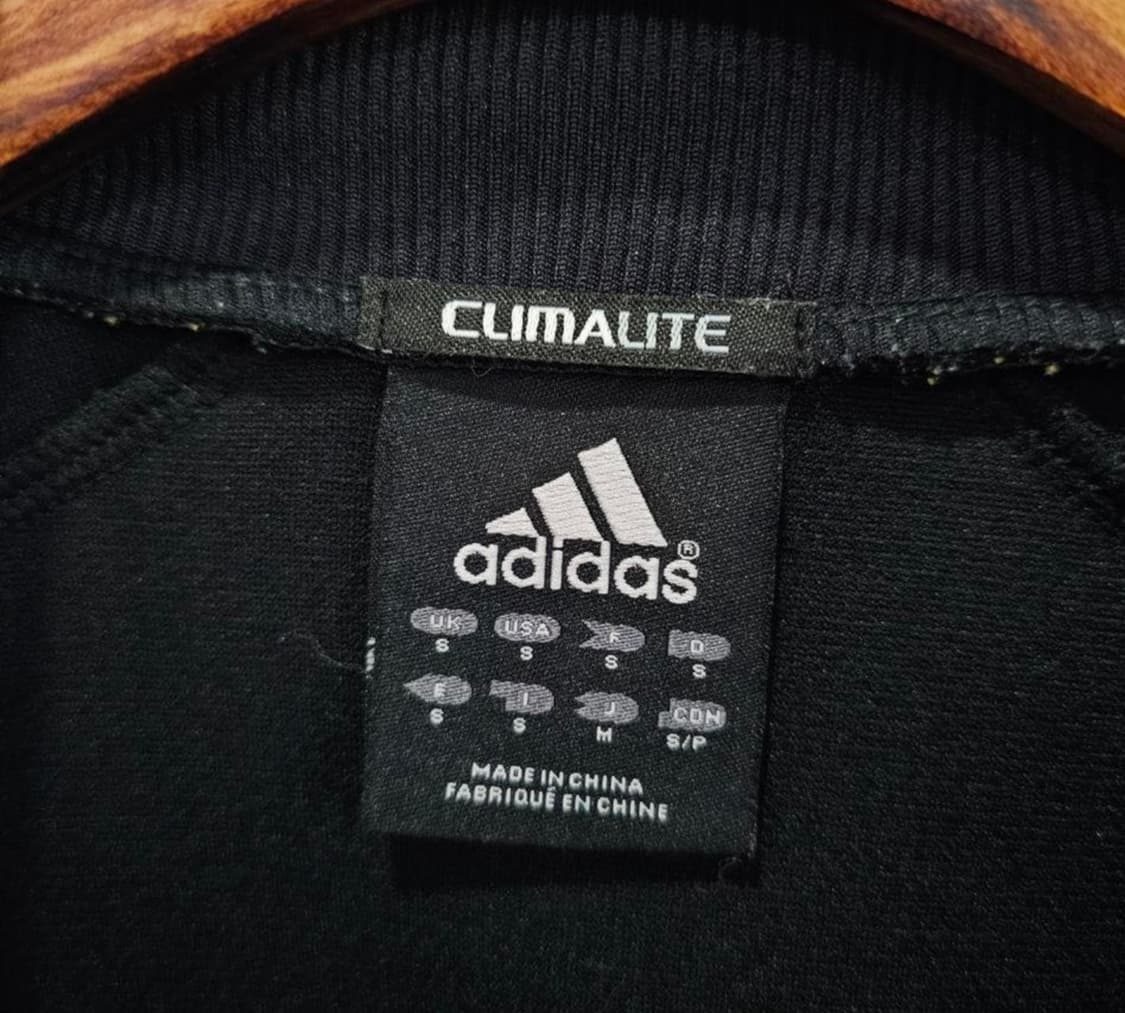 CLIMALITE
adidas®
UK USA F D
S S S S
E I J CDN
S S M S/P
MADE IN CHINA
FABRIQUÉ EN CHINE